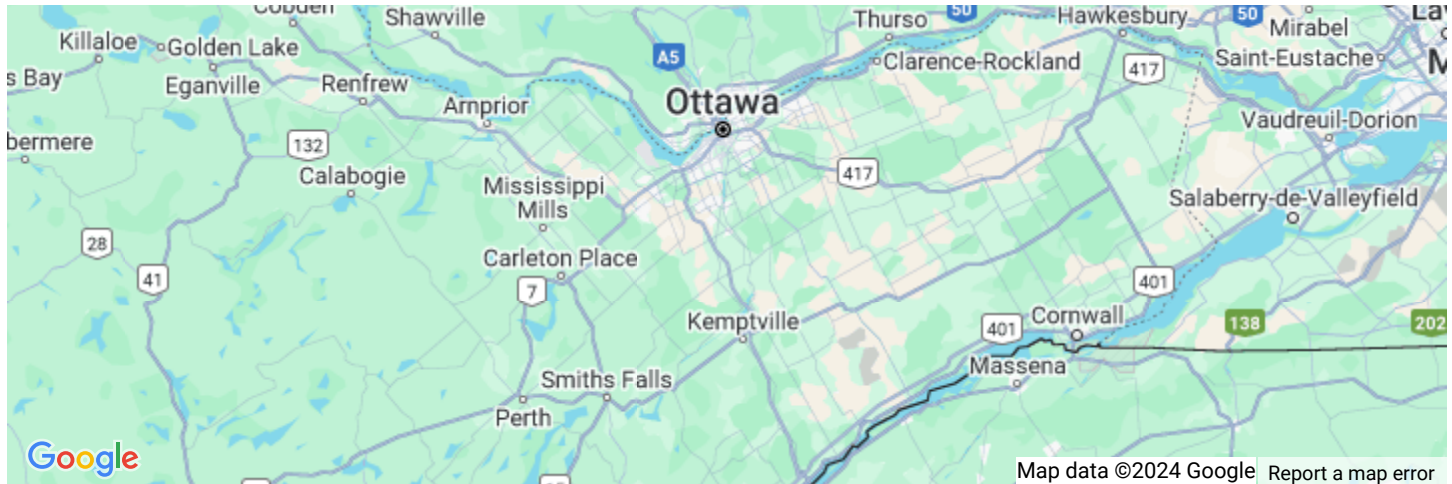 Cobden
Shawville
Thurso
50
Hawkesbury
50
Mirabel
Killaloe
Golden Lake
A5
Clarence-Rockland
417
Saint-Eustache
s Bay
Eganville
Renfrew
Arnprior
Ottawa
bermere
132
Vaudreuil-Dorion
Calabogie
Mississippi
Mills
417
Salaberry-de-Valleyfield
28
Carleton Place
41
7
401
Kemptville
401
Cornwall
138
202
Massena
Smiths Falls
Perth
Google
Map data ©2024 Google
Report a map error